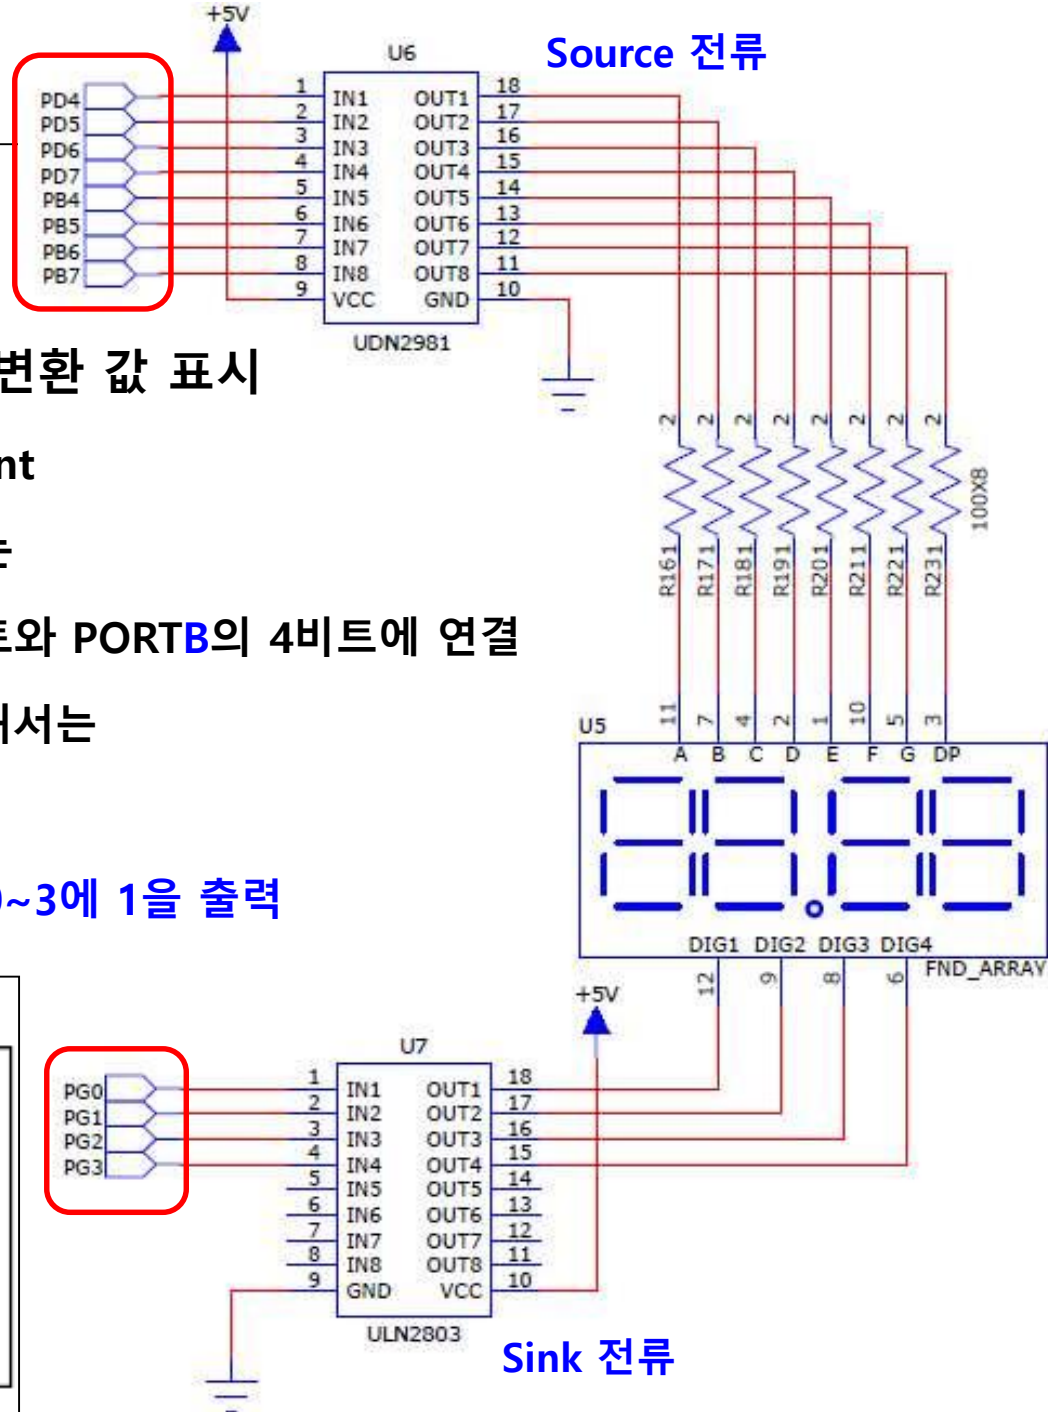 +5V
U6
Source 전류
PD4
PD5
PD6
PD7
PB4
PB5
PB6
PB7
1 IN1 OUT1 18
2 IN2 OUT2 17
3 IN3 OUT3 16
4 IN4 OUT4 15
5 IN5 OUT5 14
6 IN6 OUT6 13
7 IN7 OUT7 12
8 IN8 OUT8 11
9 VCC GND 10
UDN2981
변환 값 표시
nt
는
와 PORTB의 4비트에 연결
서는
~3에 1을 출력
2 2 2 2 2 2 2 2
100X8
R161 R171 R181 R191 R201 R211 R221 R231
U5
11 7 4 2 1 10 5 3
A B C D E F G DP
DIG1 DIG2 DIG3 DIG4
FND_ARRAY
12 9 8 6
+5V
U7
PG0
PG1
PG2
PG3
1 IN1 OUT1 18
2 IN2 OUT2 17
3 IN3 OUT3 16
4 IN4 OUT4 15
5 IN5 OUT5 14
6 IN6 OUT6 13
7 IN7 OUT7 12
8 IN8 OUT8 11
9 GND VCC 10
ULN2803
Sink 전류